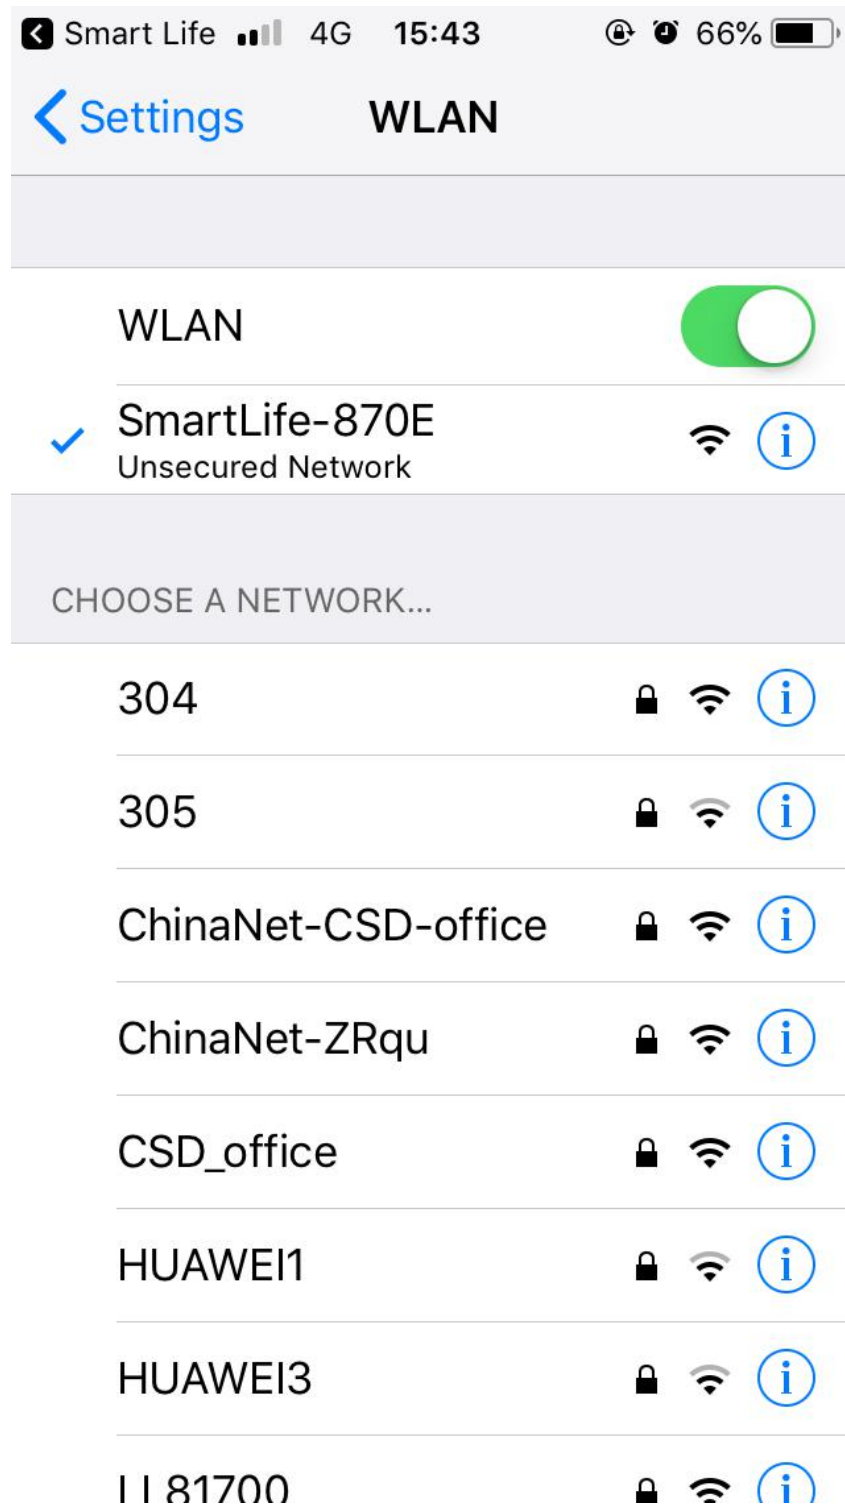 Smart Life 4G 15:43 66%
Settings WLAN
WLAN
SmartLife-870E
Unsecured Network
CHOOSE A NETWORK...
304
305
ChinaNet-CSD-office
ChinaNet-ZRqu
CSD_office
HUAWEI1
HUAWEI3